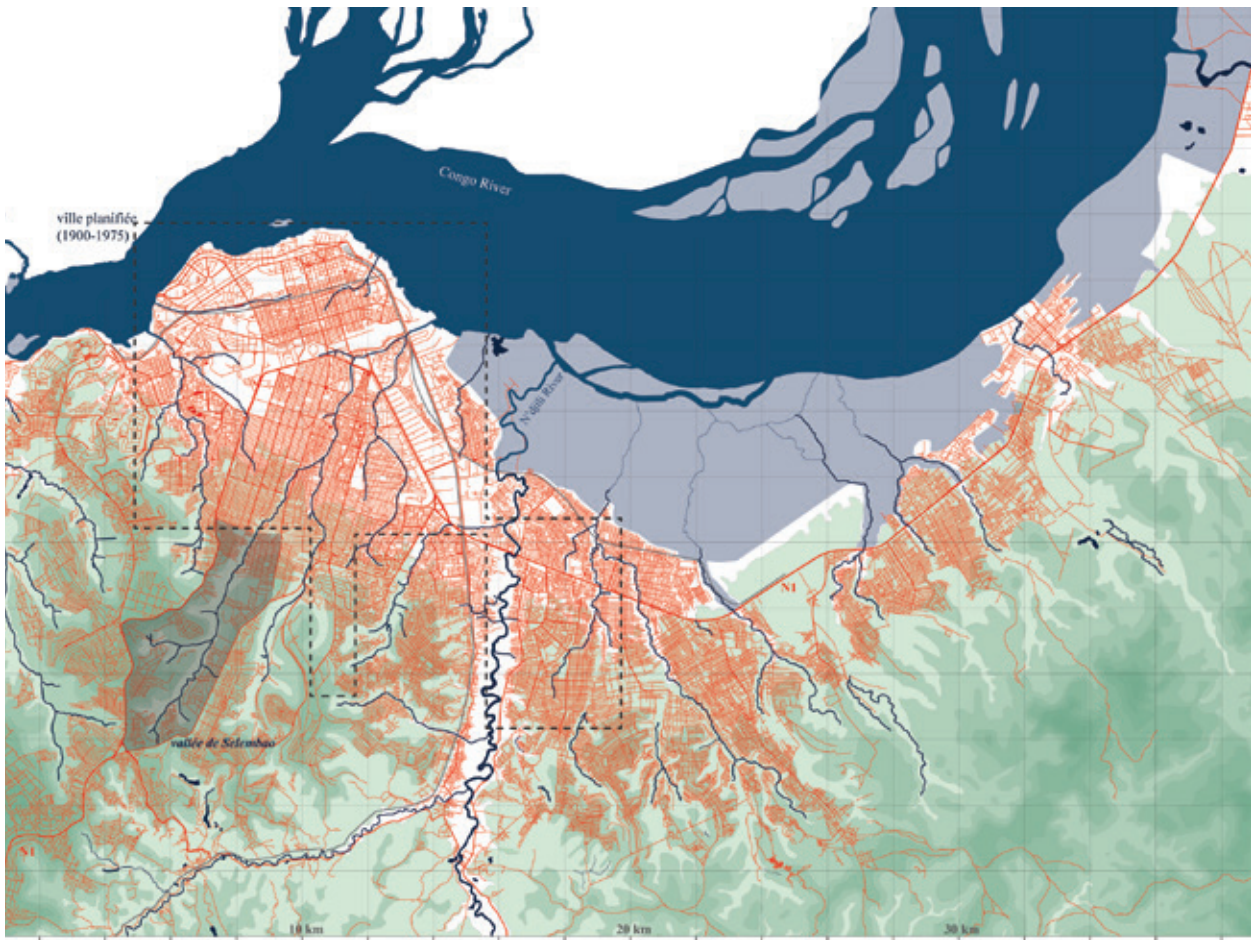 Congo River
ville planifiée
(1900-1975)
N'djili River
N1
vallée de Selembao
N1
10 km
20 km
30 km